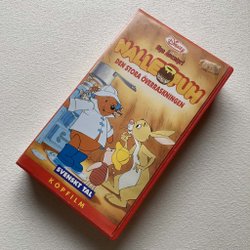 Disney
NALLE PUH
DEN STORA ÖVERRASKNINGEN
SVENSKT TAL
KÖPFILM